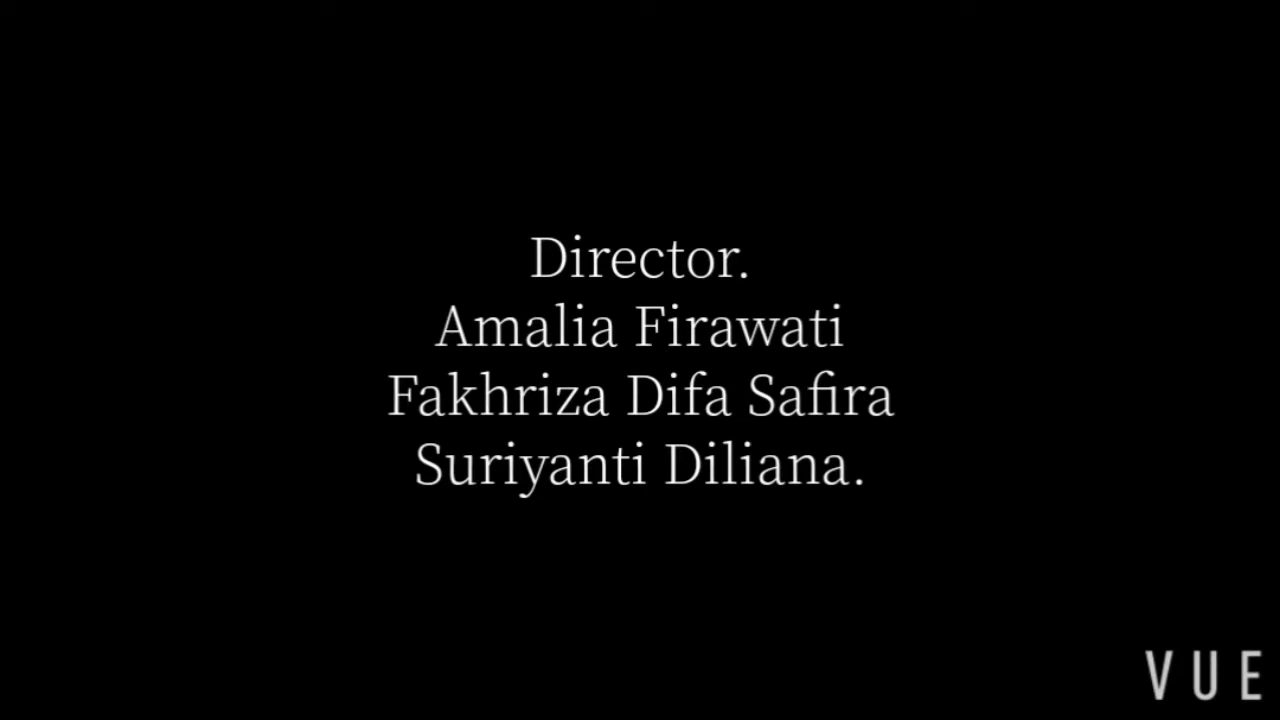 Director.
Amalia Firawati
Fakhriza Difa Safira
Suriyanti Diliana.
VUE